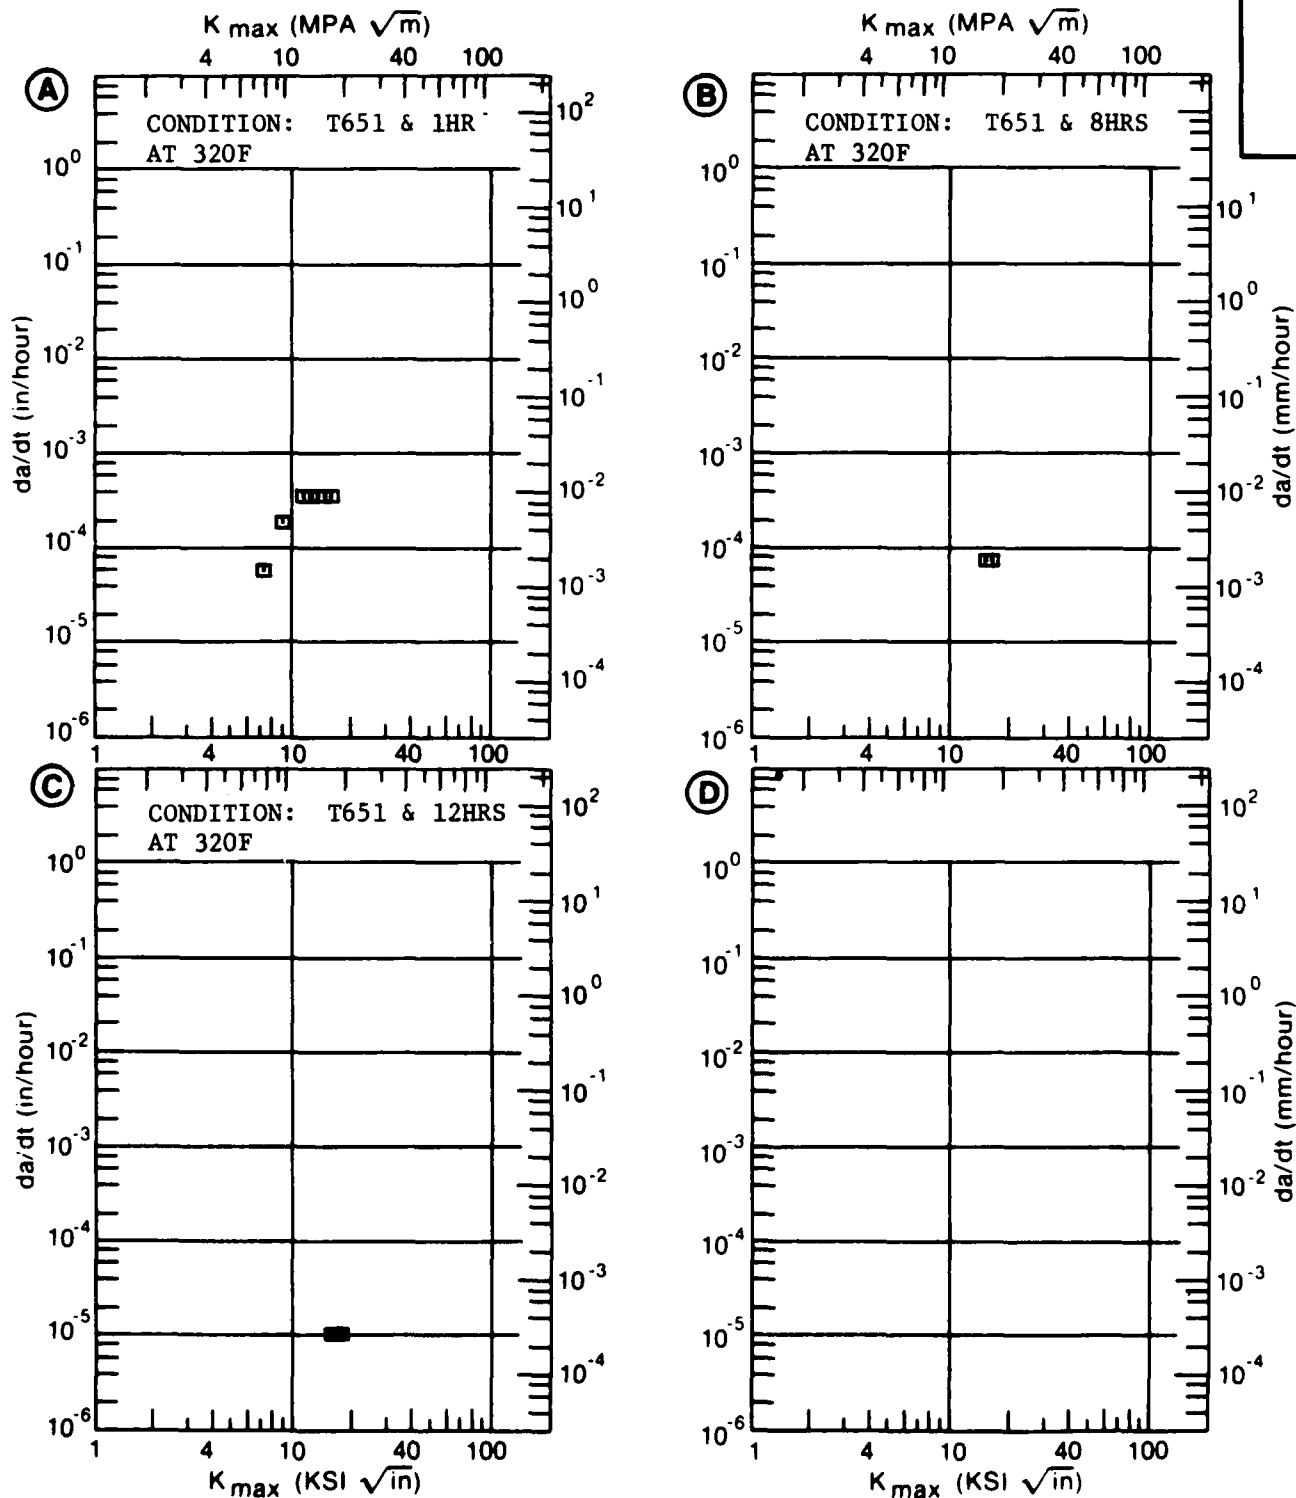 K max (MPA √m)
K max (MPA √m)
4 10 40 100
4 10 40 100
A
CONDITION: T651 & 1HR
AT 320F
10^0
10^-1
10^-2
10^-3
10^-4
10^-5
10^-6
da/dt (in/hour)
10^2
10^1
10^0
10^-1
10^-2
10^-3
10^-4
1 4 10 40 100
B
CONDITION: T651 & 8HRS
AT 320F
10^0
10^-1
10^-2
10^-3
10^-4
10^-5
10^-6
10^1
10^0
10^-1
10^-2
10^-3
10^-4
da/dt (mm/hour)
1 4 10 40 100
C
CONDITION: T651 & 12HRS
AT 320F
10^0
10^-1
10^-2
10^-3
10^-4
10^-5
10^-6
da/dt (in/hour)
10^2
10^1
10^0
10^-1
10^-2
10^-3
10^-4
1 4 10 40 100
K max (KSI √in)
D
10^0
10^-1
10^-2
10^-3
10^-4
10^-5
10^-6
10^2
10^1
10^0
10^-1
10^-2
10^-3
10^-4
da/dt (mm/hour)
1 4 10 40 100
K max (KSI √in)